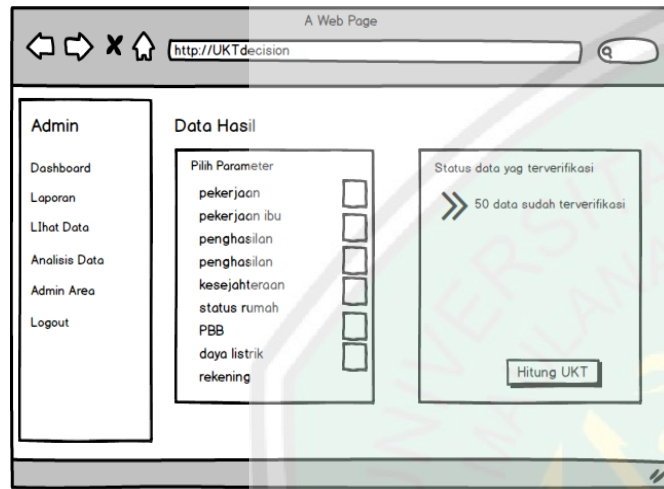 A Web Page
http://UKTdecision
Admin
Dashboard
Laporan
LIhat Data
Analisis Data
Admin Area
Logout
Data Hasil
Pilih Parameter
pekerjaan
pekerjaan ibu
penghasilan
penghasilan
kesejahteraan
status rumah
PBB
daya listrik
rekening
Status data yag terverifikasi
50 data sudah terverifikasi
Hitung UKT